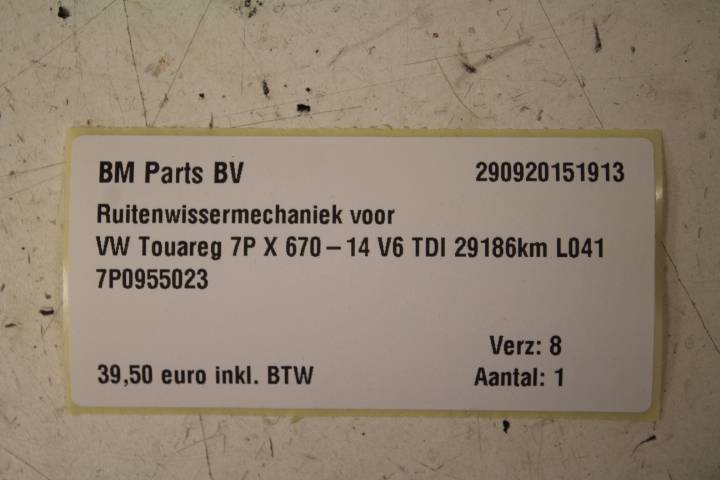 BM Parts BV 290920151913
Ruitenwissermechaniek voor
VW Touareg 7P X 670-14 V6 TDI 29186km L041
7P0955023
Verz: 8
39,50 euro inkl. BTW Aantal: 1